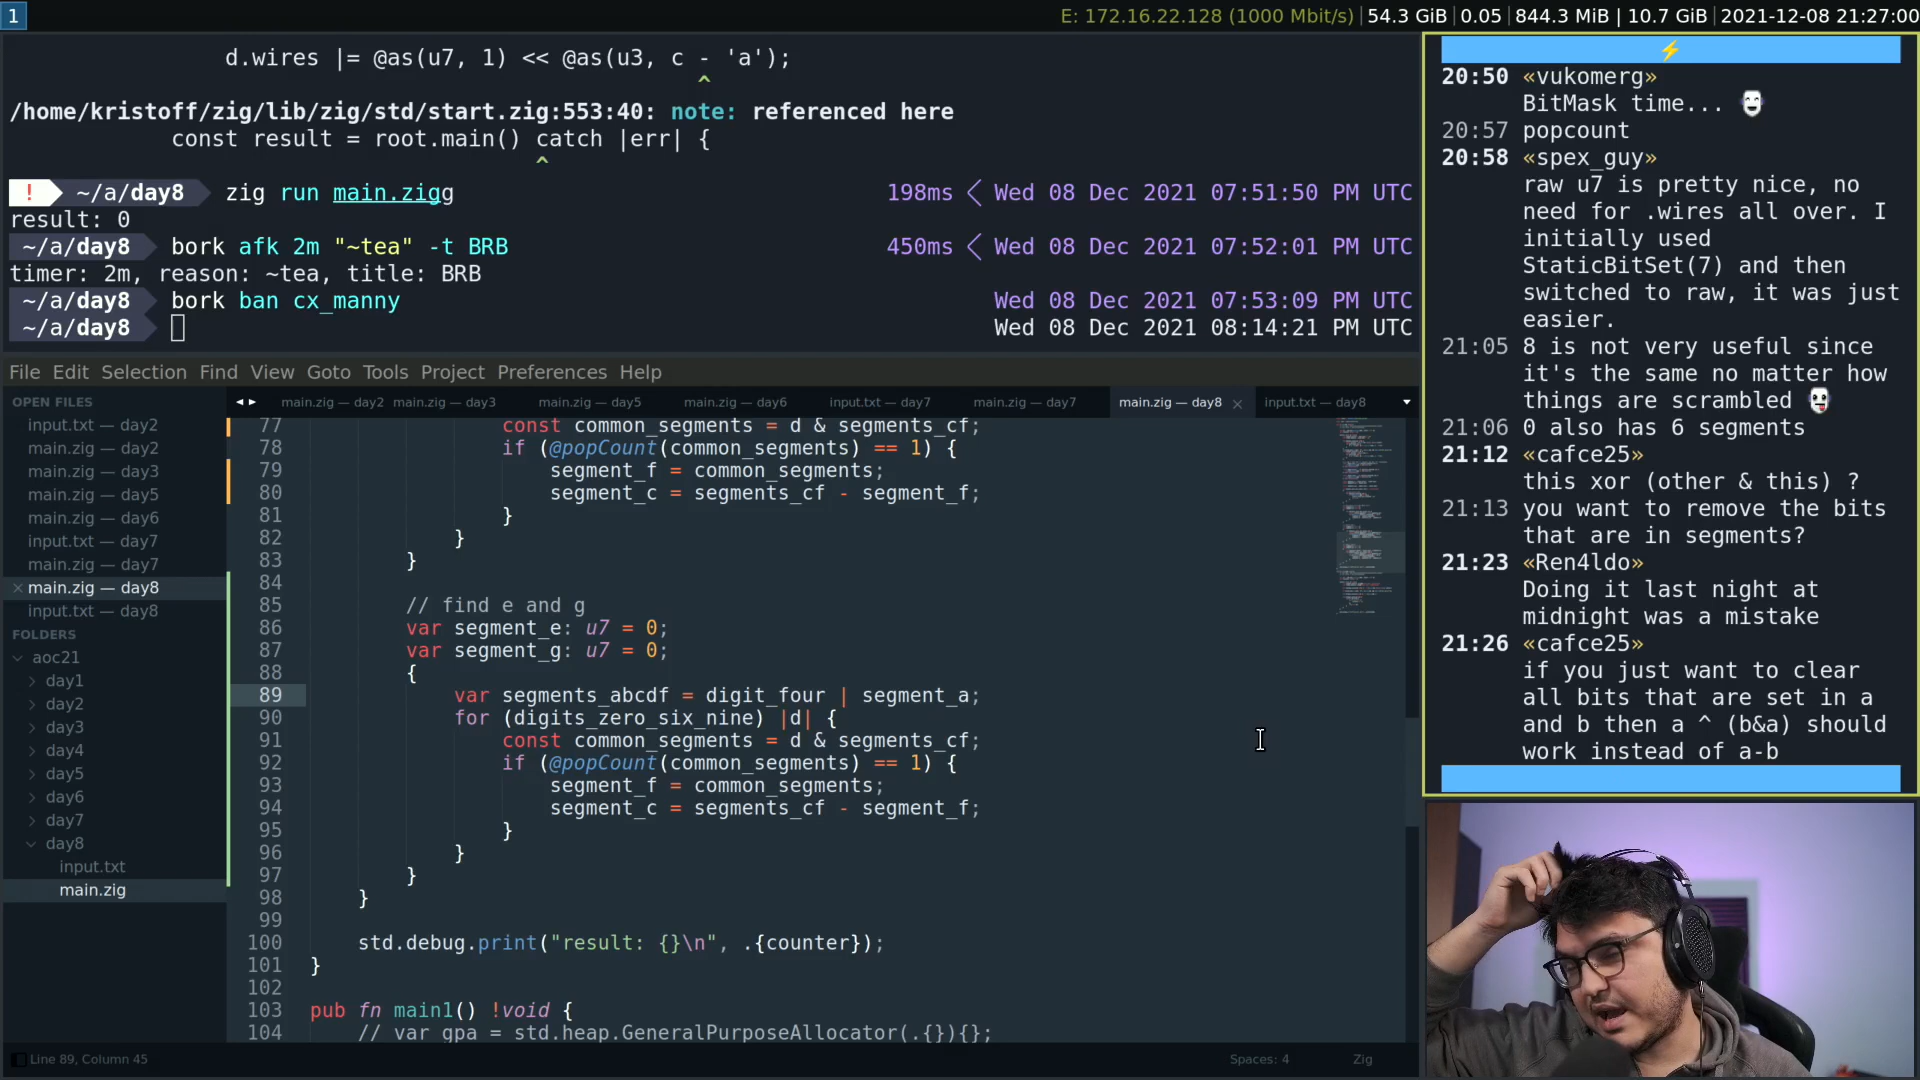 1
E: 172.16.22.128 (1000 Mbit/s) | 54.3 GiB | 0.05 | 844.3 MiB | 10.7 GiB | 2021-12-08 21:27:00
d.wires |= @as(u7, 1) << @as(u3, c - 'a');
^
/home/kristoff/zig/lib/zig/std/start.zig:553:40: note: referenced here
const result = root.main() catch |err| {
^
! ~/a/day8 zig run main.zigg 198ms < Wed 08 Dec 2021 07:51:50 PM UTC
result: 0
~/a/day8 bork afk 2m "~tea" -t BRB 450ms < Wed 08 Dec 2021 07:52:01 PM UTC
timer: 2m, reason: ~tea, title: BRB
~/a/day8 bork ban cx_manny Wed 08 Dec 2021 07:53:09 PM UTC
~/a/day8 Wed 08 Dec 2021 08:14:21 PM UTC
File Edit Selection Find View Goto Tools Project Preferences Help
OPEN FILES
input.txt — day2
main.zig — day2
main.zig — day3
main.zig — day5
main.zig — day6
input.txt — day7
main.zig — day7
× main.zig — day8
input.txt — day8
FOLDERS
aoc21
day1
day2
day3
day4
day5
day6
day7
day8
input.txt
main.zig
main.zig — day2 main.zig — day3 main.zig — day5 main.zig — day6 input.txt — day7 main.zig — day7 main.zig — day8 × input.txt — day8
77 const common_segments = d & segments_cf;
78 if (@popCount(common_segments) == 1) {
79 segment_f = common_segments;
80 segment_c = segments_cf - segment_f;
81 }
82 }
83 }
84
85 // find e and g
86 var segment_e: u7 = 0;
87 var segment_g: u7 = 0;
88 {
89 var segments_abcdf = digit_four | segment_a;
90 for (digits_zero_six_nine) |d| {
91 const common_segments = d & segments_cf;
92 if (@popCount(common_segments) == 1) {
93 segment_f = common_segments;
94 segment_c = segments_cf - segment_f;
95 }
96 }
97 }
98 }
99
100 std.debug.print("result: {}\n", .{counter});
101 }
102
103 pub fn main1() !void {
104 // var gpa = std.heap.GeneralPurposeAllocator(.{}){};
Line 89, Column 45 Spaces: 4 Zig
20:50 «vukomerg»
BitMask time...
20:57 popcount
20:58 «spex_guy»
raw u7 is pretty nice, no
need for .wires all over. I
initially used
StaticBitSet(7) and then
switched to raw, it was just
easier.
21:05 8 is not very useful since
it's the same no matter how
things are scrambled
21:06 0 also has 6 segments
21:12 «cafce25»
this xor (other & this) ?
21:13 you want to remove the bits
that are in segments?
21:23 «Ren4ldo»
Doing it last night at
midnight was a mistake
21:26 «cafce25»
if you just want to clear
all bits that are set in a
and b then a ^ (b&a) should
work instead of a-b